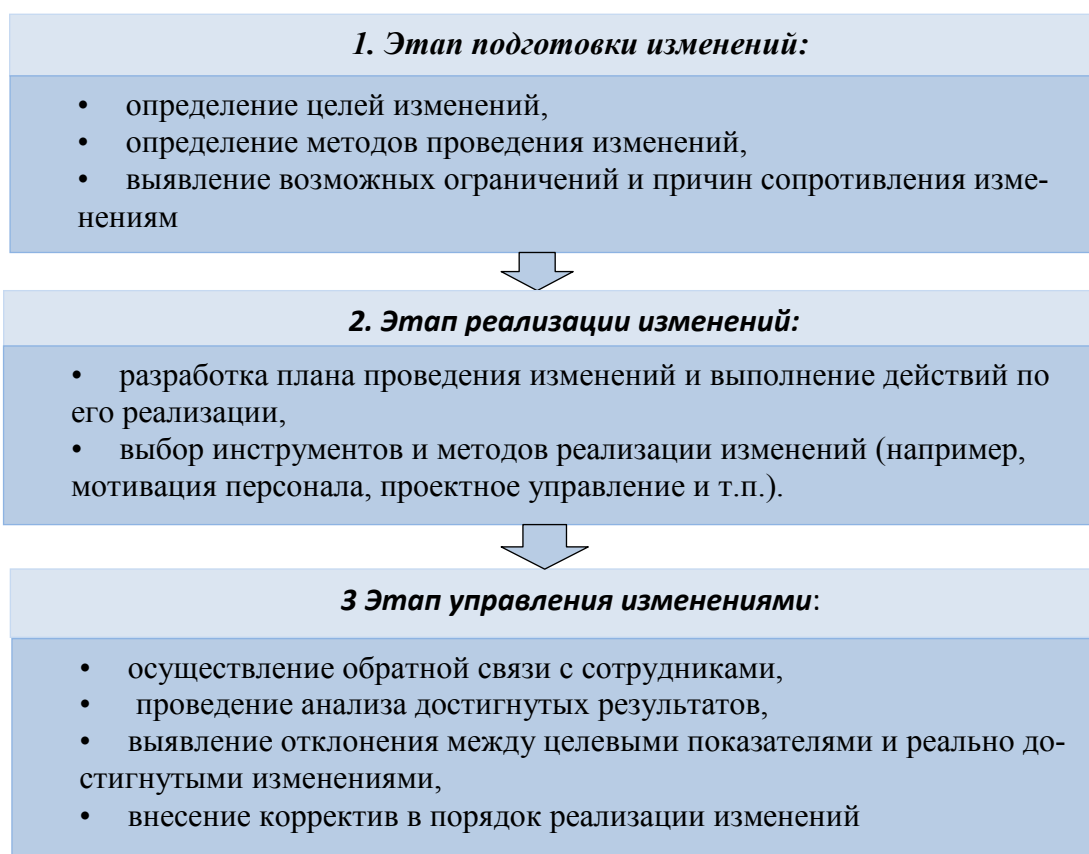 1. Этап подготовки изменений:
• определение целей изменений,
• определение методов проведения изменений,
• выявление возможных ограничений и причин сопротивления изме-
нениям
2. Этап реализации изменений:
• разработка плана проведения изменений и выполнение действий по
его реализации,
• выбор инструментов и методов реализации изменений (например,
мотивация персонала, проектное управление и т.п.).
3 Этап управления изменениями:
• осуществление обратной связи с сотрудниками,
• проведение анализа достигнутых результатов,
• выявление отклонения между целевыми показателями и реально до-
стигнутыми изменениями,
• внесение корректив в порядок реализации изменений